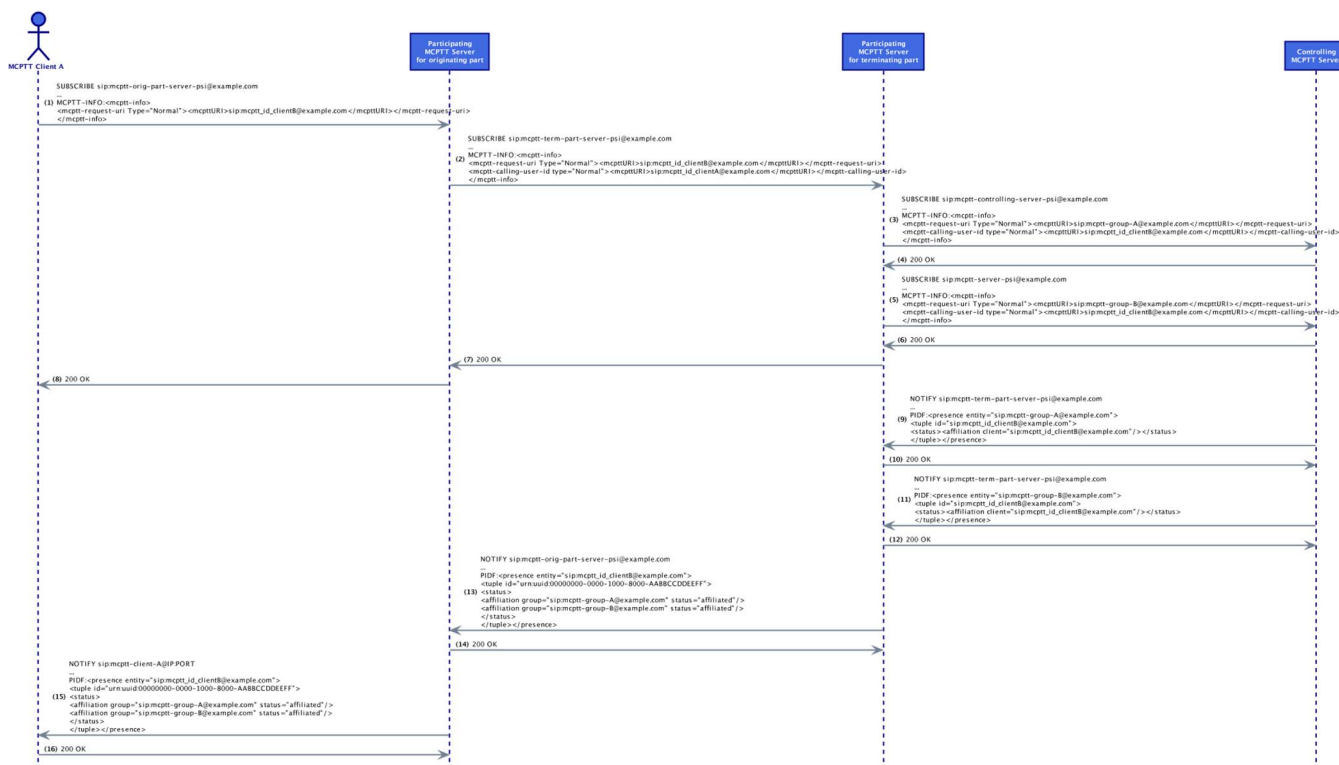 MCPTT Client A
Participating
MCPTT Server
for originating part
Participating
MCPTT Server
for terminating part
Controlling
MCPTT Server
SUBSCRIBE sip:mcptt-orig-part-server-psi@example.com
...
(1) MCPTT-INFO:<mcptt-info>
<mcptt-request-uri Type="Normal"><mcpttURI>sip:mcptt_id_clientB@example.com</mcpttURI></mcptt-request-uri>
</mcptt-info>
SUBSCRIBE sip:mcptt-term-part-server-psi@example.com
...
(2) MCPTT-INFO:<mcptt-info>
<mcptt-request-uri Type="Normal"><mcpttURI>sip:mcptt_id_clientB@example.com</mcpttURI></mcptt-request-uri>
<mcptt-calling-user-id type="Normal"><mcpttURI>sip:mcptt_id_clientA@example.com</mcpttURI></mcptt-calling-user-id>
</mcptt-info>
SUBSCRIBE sip:mcptt-controlling-server-psi@example.com
...
(3) MCPTT-INFO:<mcptt-info>
<mcptt-request-uri Type="Normal"><mcpttURI>sip:mcptt-group-A@example.com</mcpttURI></mcptt-request-uri>
<mcptt-calling-user-id type="Normal"><mcpttURI>sip:mcptt_id_clientB@example.com</mcpttURI></mcptt-calling-user-id>
</mcptt-info>
(4) 200 OK
SUBSCRIBE sip:mcptt-server-psi@example.com
...
(5) MCPTT-INFO:<mcptt-info>
<mcptt-request-uri Type="Normal"><mcpttURI>sip:mcptt-group-B@example.com</mcpttURI></mcptt-request-uri>
<mcptt-calling-user-id type="Normal"><mcpttURI>sip:mcptt_id_clientB@example.com</mcpttURI></mcptt-calling-user-id>
</mcptt-info>
(6) 200 OK
(7) 200 OK
(8) 200 OK
NOTIFY sip:mcptt-term-part-server-psi@example.com
...
(9) PIDF:<presence entity="sip:mcptt-group-A@example.com">
<tuple id="sip:mcptt_id_clientB@example.com">
<status><affiliation client="sip:mcptt_id_clientB@example.com"/></status>
</tuple></presence>
(10) 200 OK
NOTIFY sip:mcptt-term-part-server-psi@example.com
...
(11) PIDF:<presence entity="sip:mcptt-group-B@example.com">
<tuple id="sip:mcptt_id_clientB@example.com">
<status><affiliation client="sip:mcptt_id_clientB@example.com"/></status>
</tuple></presence>
(12) 200 OK
NOTIFY sip:mcptt-orig-part-server-psi@example.com
...
PIDF:<presence entity="sip:mcptt_id_clientB@example.com">
<tuple id="urn:uuid:00000000-0000-1000-8000-AABBCCDDEEFF">
(13) <status>
<affiliation group="sip:mcptt-group-A@example.com" status="affiliated"/>
<affiliation group="sip:mcptt-group-B@example.com" status="affiliated"/>
</status>
</tuple></presence>
(14) 200 OK
NOTIFY sip:mcptt-client-A@IP:PORT
...
PIDF:<presence entity="sip:mcptt_id_clientB@example.com">
<tuple id="urn:uuid:00000000-0000-1000-8000-AABBCCDDEEFF">
(15) <status>
<affiliation group="sip:mcptt-group-A@example.com" status="affiliated"/>
<affiliation group="sip:mcptt-group-B@example.com" status="affiliated"/>
</status>
</tuple></presence>
(16) 200 OK